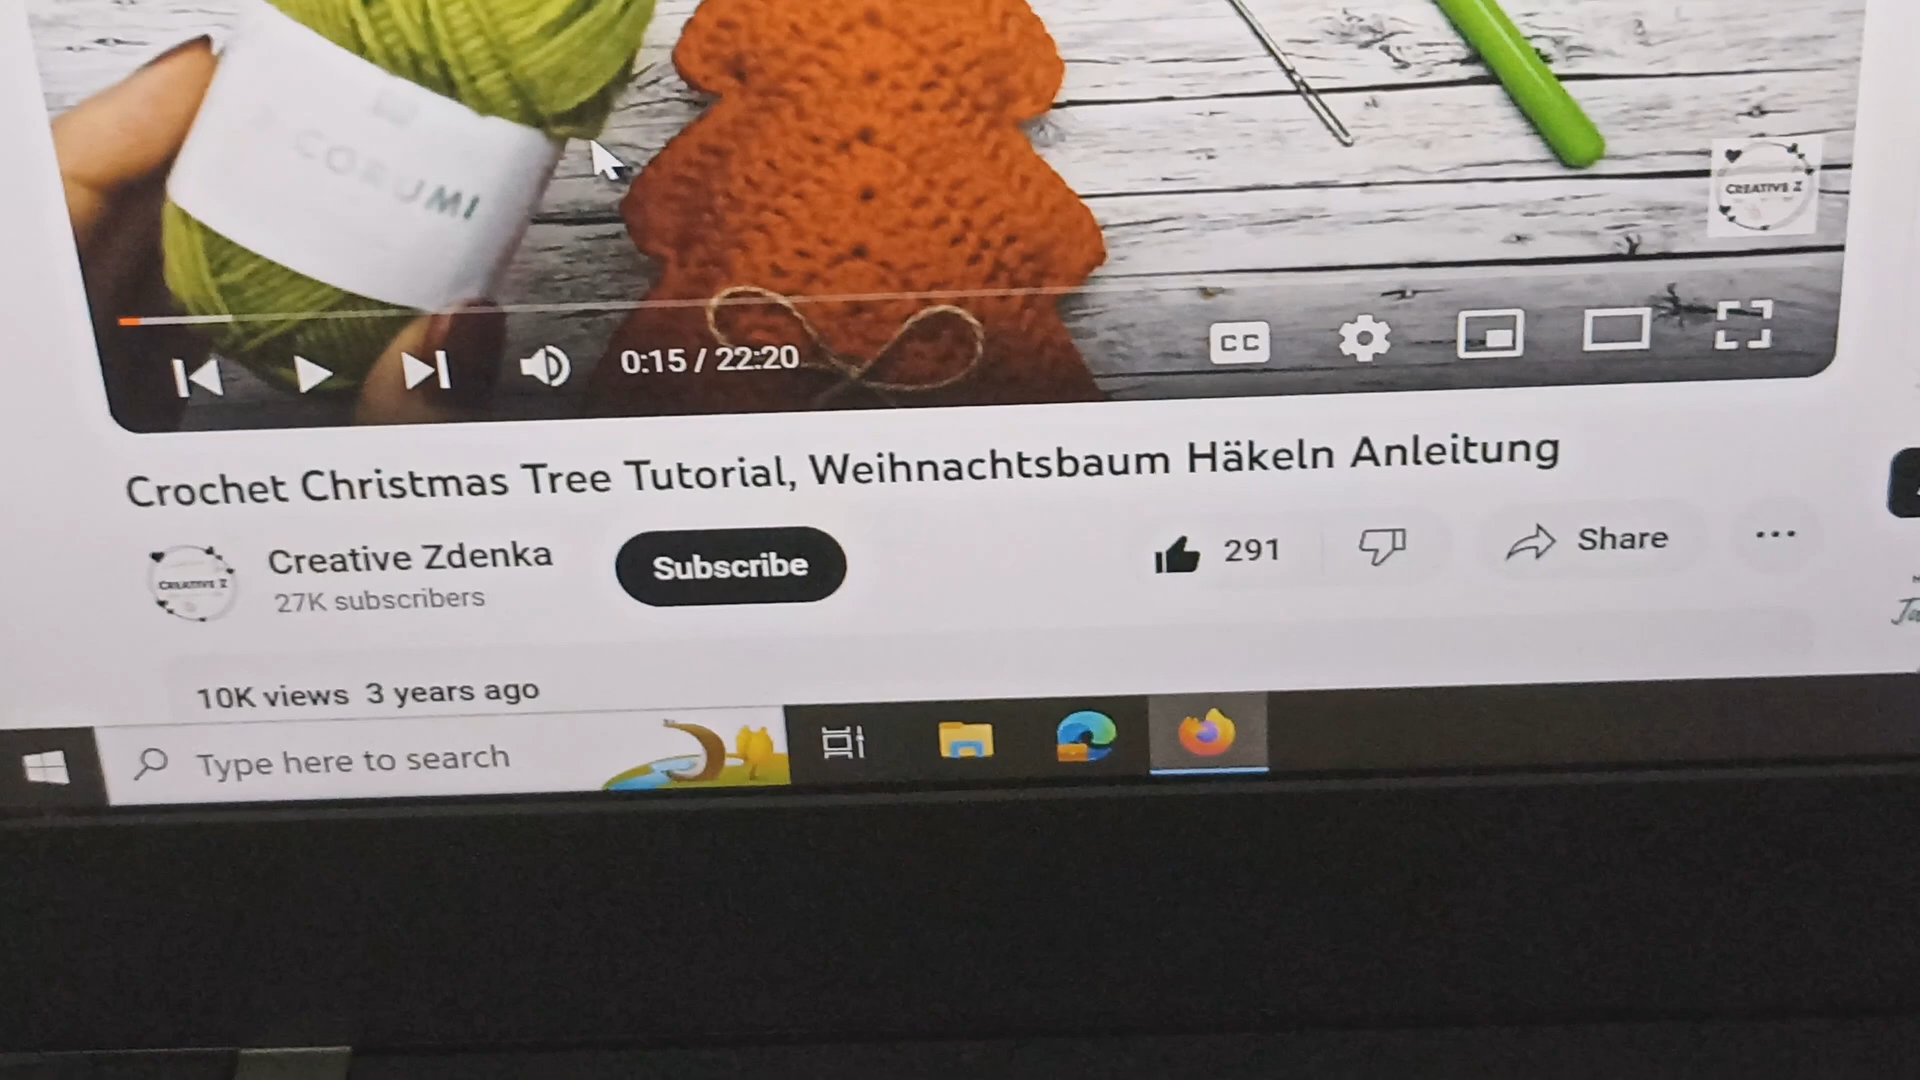 CORUMI
CREATIVE Z
0:15 / 22:20
CC
Crochet Christmas Tree Tutorial, Weihnachtsbaum Häkeln Anleitung
CREATIVE Z
Creative Zdenka
27K subscribers
Subscribe
291
Share
10K views 3 years ago
Type here to search